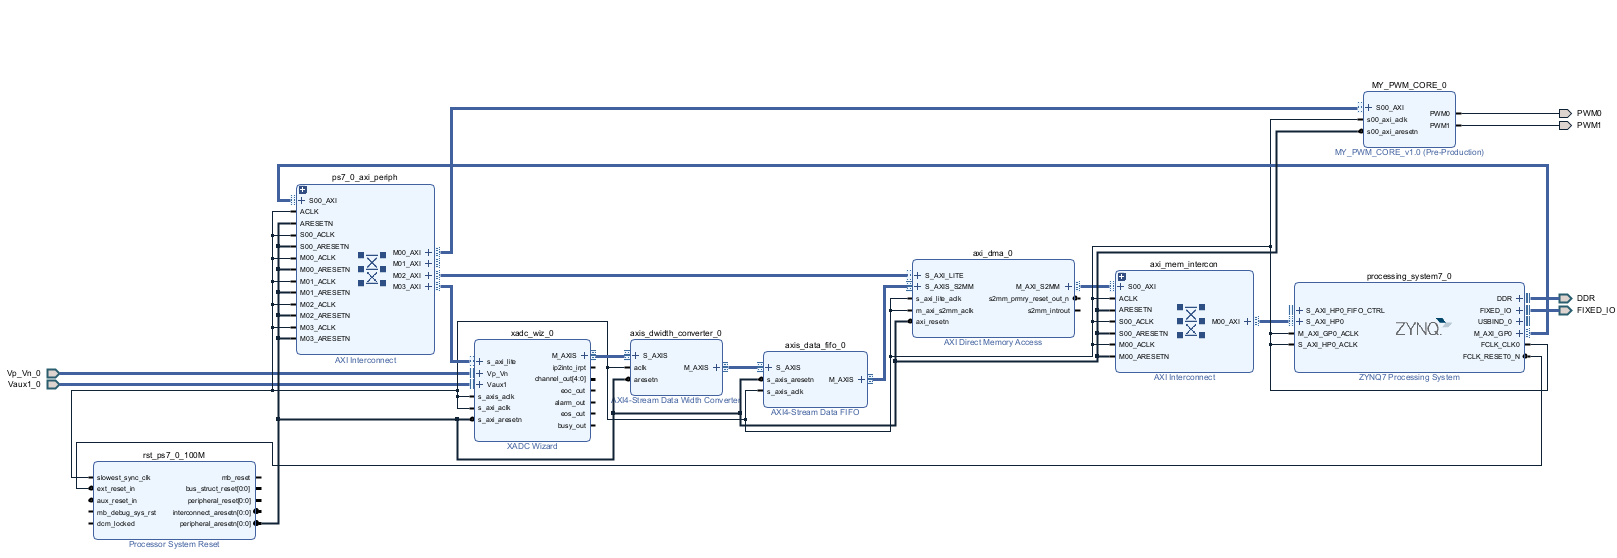 MY_PWM_CORE_0
S00_AXI
s00_axi_aclk
s00_axi_aresetn
PWM0
PWM1
MY_PWM_CORE_v1.0 (Pre-Production)
PWM0
PWM1
ps7_0_axi_periph
S00_AXI
ACLK
ARESETN
S00_ACLK
S00_ARESETN
M00_ACLK
M00_ARESETN
M01_ACLK
M01_ARESETN
M02_ACLK
M02_ARESETN
M03_ACLK
M03_ARESETN
M00_AXI
M01_AXI
M02_AXI
M03_AXI
AXI Interconnect
Vp_Vn_0
Vaux1_0
xadc_wiz_0
s_axi_lite
Vp_Vn
Vaux1
s_axis_aclk
s_axi_aclk
s_axi_aresetn
M_AXIS
ip2intc_irpt
channel_out[4:0]
eoc_out
alarm_out
eos_out
busy_out
XADC Wizard
axis_dwidth_converter_0
S_AXIS
aclk
aresetn
M_AXIS
AXI4-Stream Data Width Converter
axis_data_fifo_0
S_AXIS
s_axis_aresetn
s_axis_aclk
M_AXIS
AXI4-Stream Data FIFO
axi_dma_0
S_AXI_LITE
S_AXIS_S2MM
s_axi_lite_aclk
m_axi_s2mm_aclk
axi_resetn
M_AXI_S2MM
s2mm_prmry_reset_out_n
s2mm_introut
AXI Direct Memory Access
axi_mem_intercon
S00_AXI
ACLK
ARESETN
S00_ACLK
S00_ARESETN
M00_ACLK
M00_ARESETN
M00_AXI
AXI Interconnect
processing_system7_0
S_AXI_HP0_FIFO_CTRL
S_AXI_HP0
M_AXI_GP0_ACLK
S_AXI_HP0_ACLK
ZYNQ
DDR
FIXED_IO
USBIND_0
M_AXI_GP0
FCLK_CLK0
FCLK_RESET0_N
ZYNQ7 Processing System
DDR
FIXED_IO
rst_ps7_0_100M
slowest_sync_clk
ext_reset_in
aux_reset_in
mb_debug_sys_rst
dcm_locked
mb_reset
bus_struct_reset[0:0]
peripheral_reset[0:0]
interconnect_aresetn[0:0]
peripheral_aresetn[0:0]
Processor System Reset